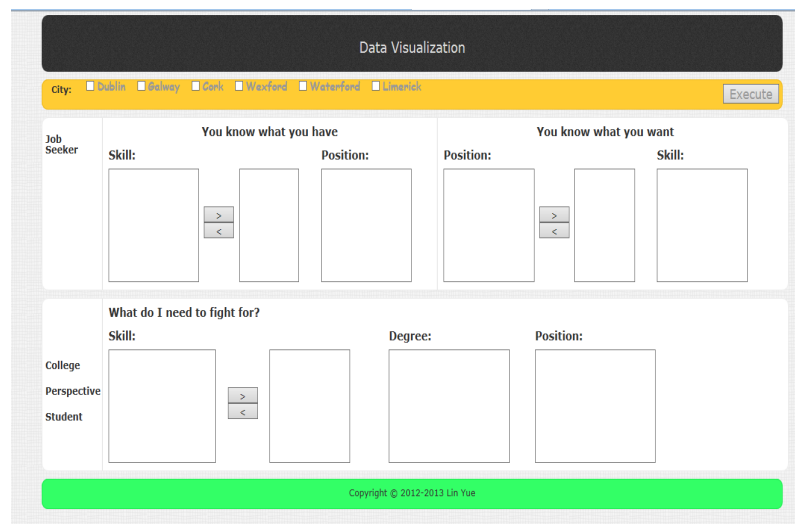 Data Visualization
City: Dublin Galway Cork Wexford Waterford Limerick
Execute
Job
Seeker
You know what you have
Skill: Position:
>
<
You know what you want
Position: Skill:
>
<
College
Perspective
Student
What do I need to fight for?
Skill: Degree: Position:
>
<
Copyright © 2012-2013 Lin Yue